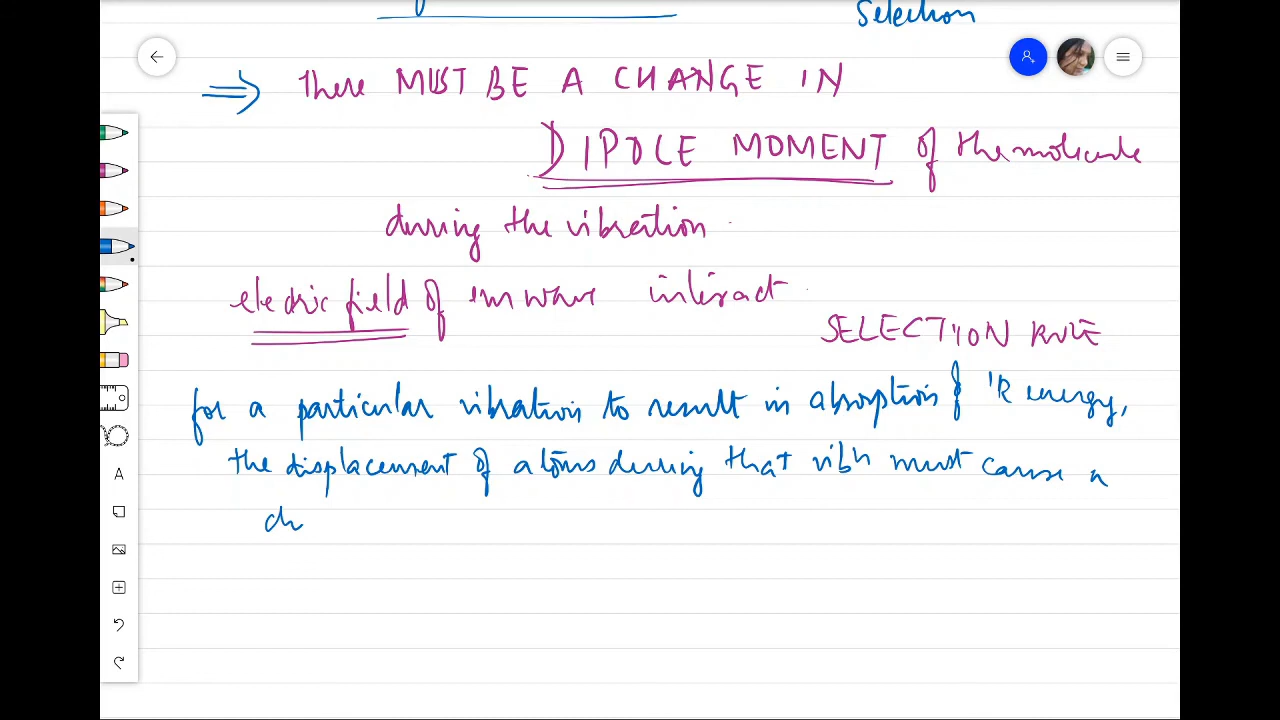 Selection
⇒ there MUST BE A CHANGE IN
DIPOLE MOMENT of the molecule
during the vibration
electric field of em wave interact
SELECTION RULE
for a particular vibration to result in absorption of IR energy,
the displacement of atoms during that vibn must cause a
ch
A